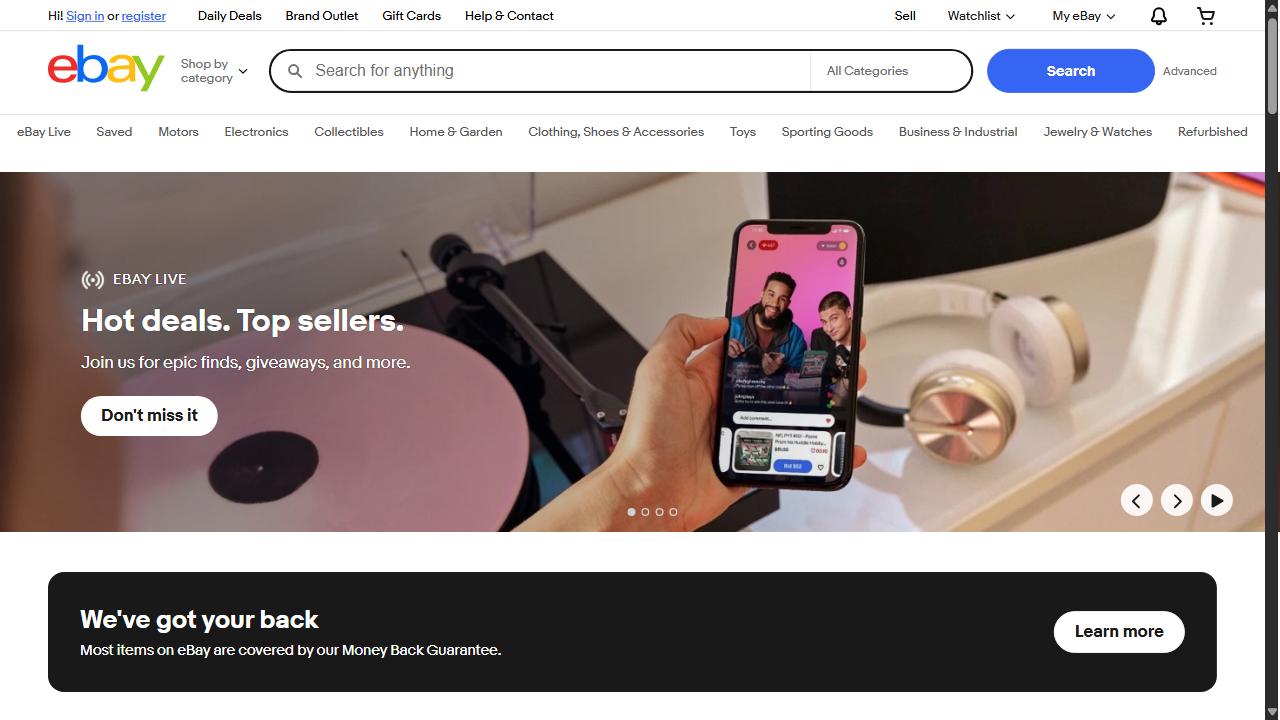 Hi! Sign in or register
Daily Deals
Brand Outlet
Gift Cards
Help & Contact
Sell
Watchlist
My eBay
ebay
Shop by category
Search for anything
All Categories
Search
Advanced
eBay Live
Saved
Motors
Electronics
Collectibles
Home & Garden
Clothing, Shoes & Accessories
Toys
Sporting Goods
Business & Industrial
Jewelry & Watches
Refurbished
EBAY LIVE
Hot deals. Top sellers.
Join us for epic finds, giveaways, and more.
Don't miss it
Add comment...
We've got your back
Most items on eBay are covered by our Money Back Guarantee.
Learn more